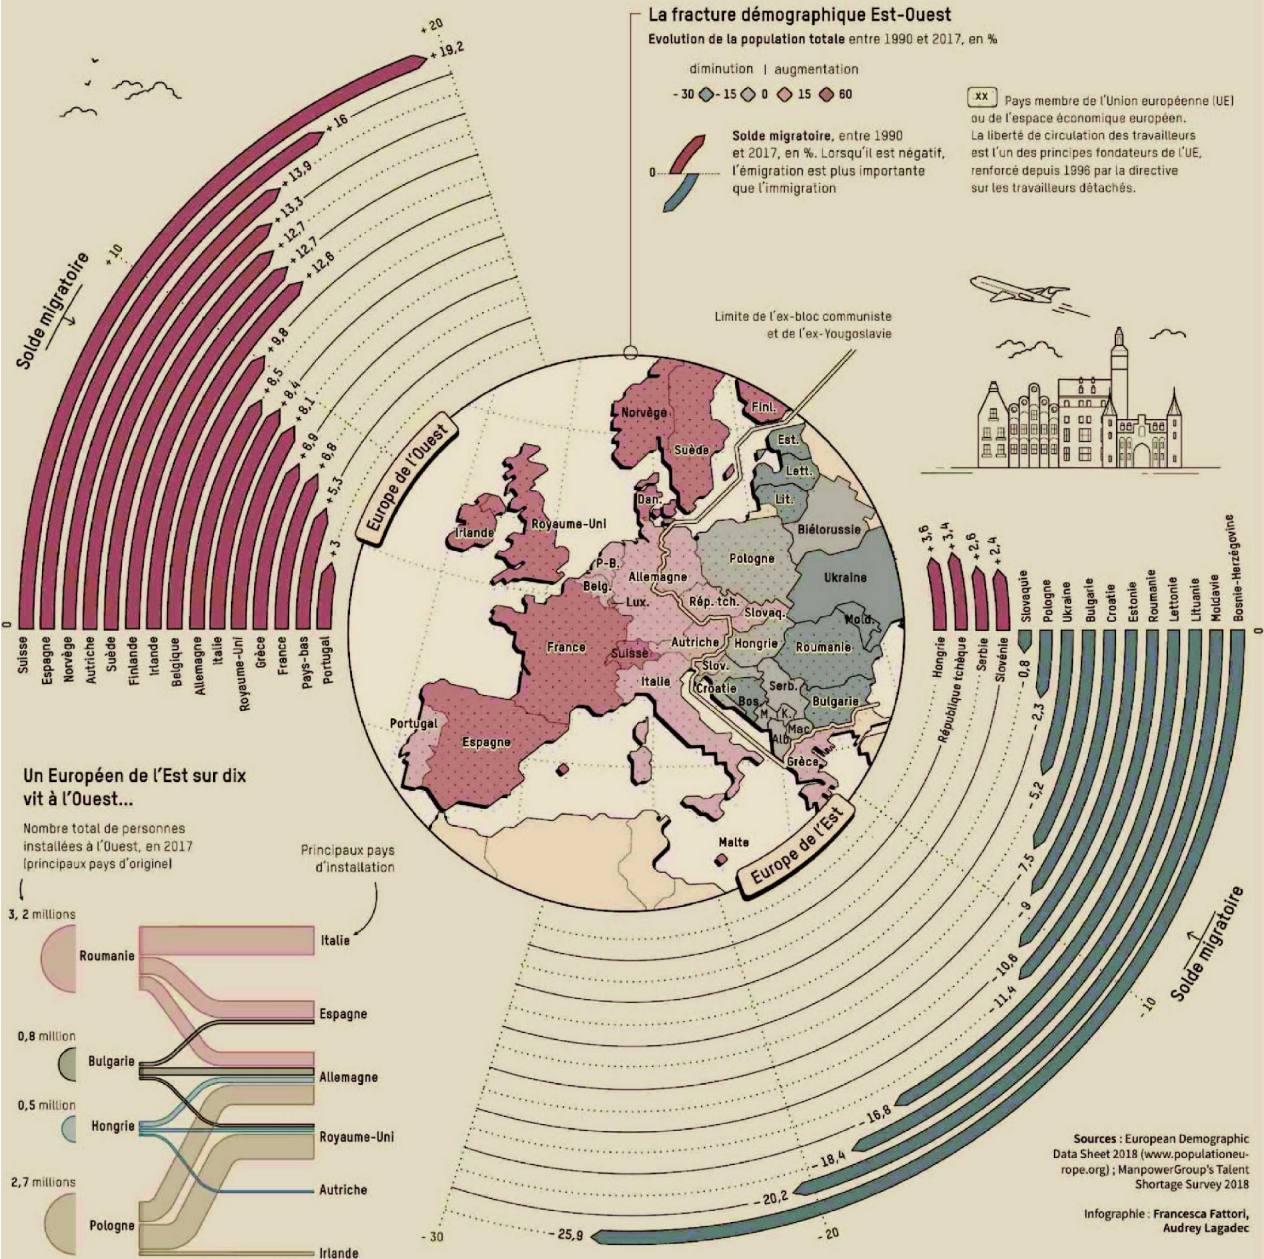 La fracture démographique Est-Ouest
Evolution de la population totale entre 1990 et 2017, en %
diminution | augmentation
- 30 - 15 0 15 60
Solde migratoire, entre 1990
et 2017, en %. Lorsqu'il est négatif,
l'émigration est plus importante
que l'immigration
0
xx Pays membre de l'Union européenne (UE)
ou de l'espace économique européen.
La liberté de circulation des travailleurs
est l'un des principes fondateurs de l'UE,
renforcé depuis 1996 par la directive
sur les travailleurs détachés.
Limite de l'ex-bloc communiste
et de l'ex-Yougoslavie
+ 20
+ 19,2
+ 16
+ 13,9
+ 13,3
+ 12,7
+ 12,7
+ 12,6
+ 9,8
+ 8,5
+ 8,4
+ 8,1
+ 6,9
+ 6,8
+ 5,3
+ 3
+ 10
Solde migratoire
0
Suisse
Espagne
Norvège
Autriche
Suède
Finlande
Irlande
Belgique
Allemagne
Italie
Royaume-Uni
Grèce
France
Pays-bas
Portugal
Europe de l'Ouest
Norvège
Suède
Finl.
Est.
Lett.
Lit.
Dan.
Irlande
Royaume-Uni
Biélorussie
P-B.
Belg.
Allemagne
Pologne
Ukraine
Lux.
Rép. tch.
Slovaq.
Mold.
France
Suisse
Autriche
Hongrie
Roumanie
Slov.
Italie
Croatie
Serb.
Bos.
Bulgarie
M.
K.
Mac
Alb.
Portugal
Espagne
Grèce
Malte
Europe de l'Est
+ 3,6
+ 3,4
+ 2,6
+ 2,4
Hongrie
République tchèque
Serbie
Slovénie
Slovaquie
Pologne
Ukraine
Bulgarie
Croatie
Estonie
Roumanie
Lettonie
Lituanie
Moldavie
Bosnie-Herzégovine
0
- 0,8
- 2,3
- 5,2
- 7,5
- 9
- 10,6
- 11,4
- 16,8
- 18,4
- 20,2
- 25,9
- 10
- 20
- 30
Solde migratoire
Un Européen de l'Est sur dix
vit à l'Ouest...
Nombre total de personnes
installées à l'Ouest, en 2017
(principaux pays d'origine)
Principaux pays
d'installation
3, 2 millions
Roumanie
0,8 million
Bulgarie
0,5 million
Hongrie
2,7 millions
Pologne
Italie
Espagne
Allemagne
Royaume-Uni
Autriche
Irlande
Sources : European Demographic
Data Sheet 2018 (www.populationeu-
rope.org) ; ManpowerGroup's Talent
Shortage Survey 2018
Infographie : Francesca Fattori,
Audrey Lagadec